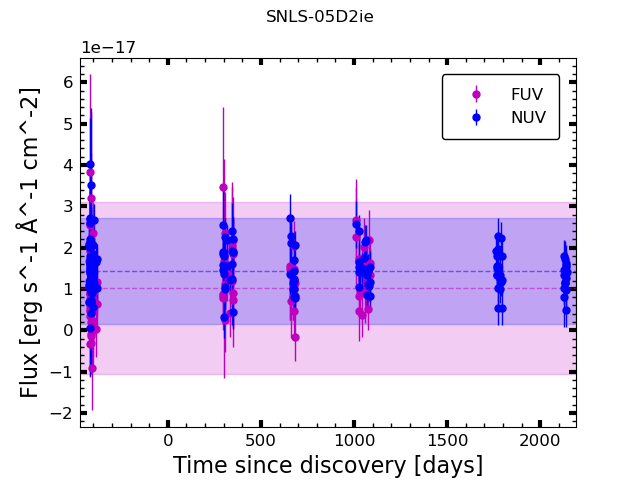 SNLS-05D2ie
1e−17
FUV
NUV
6
5
4
3
2
1
0
−1
−2
Flux [erg s^-1 Å^-1 cm^-2]
0 500 1000 1500 2000
Time since discovery [days]